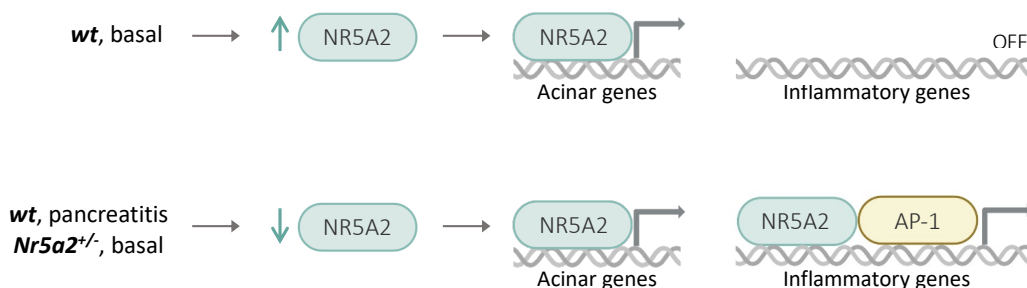 wt, basal
NR5A2
NR5A2
Acinar genes
OFF
Inflammatory genes
wt, pancreatitis
Nr5a2+/-, basal
NR5A2
NR5A2
Acinar genes
NR5A2
AP-1
Inflammatory genes